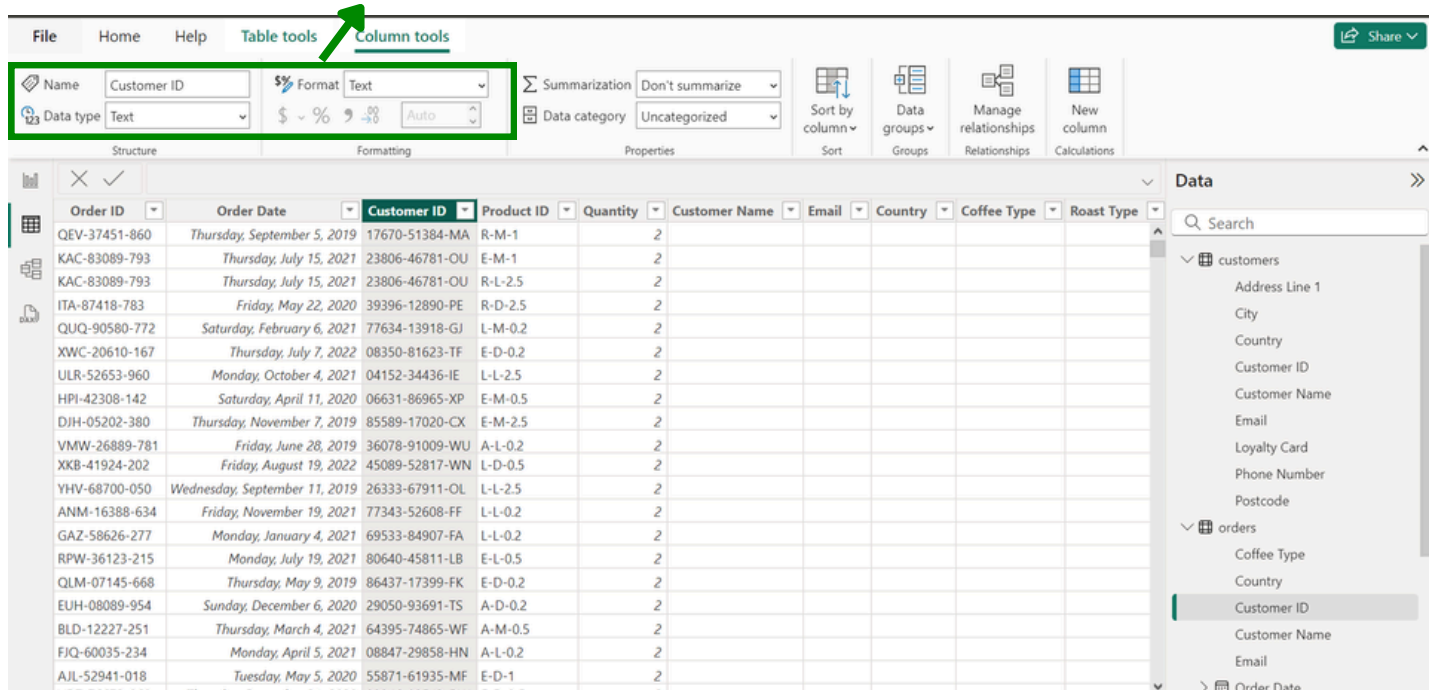 File Home Help Table tools Column tools Share
Name Customer ID $% Format Text Σ Summarization Don't summarize
Data type Text $ % 9 .00 Auto Data category Uncategorized
Sort by column
Data groups
Manage relationships
New column
Structure Formatting Properties Sort Groups Relationships Calculations
Order ID Order Date Customer ID Product ID Quantity Customer Name Email Country Coffee Type Roast Type
QEV-37451-860 Thursday, September 5, 2019 17670-51384-MA R-M-1 2
KAC-83089-793 Thursday, July 15, 2021 23806-46781-OU E-M-1 2
KAC-83089-793 Thursday, July 15, 2021 23806-46781-OU R-L-2.5 2
ITA-87418-783 Friday, May 22, 2020 39396-12890-PE R-D-2.5 2
QUQ-90580-772 Saturday, February 6, 2021 77634-13918-GJ L-M-0.2 2
XWC-20610-167 Thursday, July 7, 2022 08350-81623-TF E-D-0.2 2
ULR-52653-960 Monday, October 4, 2021 04152-34436-IE L-L-2.5 2
HPI-42308-142 Saturday, April 11, 2020 06631-86965-XP E-M-0.5 2
DJH-05202-380 Thursday, November 7, 2019 85589-17020-CX E-M-2.5 2
VMW-26889-781 Friday, June 28, 2019 36078-91009-WU A-L-0.2 2
XKB-41924-202 Friday, August 19, 2022 45089-52817-WN L-D-0.5 2
YHV-68700-050 Wednesday, September 11, 2019 26333-67911-OL L-L-2.5 2
ANM-16388-634 Friday, November 19, 2021 77343-52608-FF L-L-0.2 2
GAZ-58626-277 Monday, January 4, 2021 69533-84907-FA L-L-0.2 2
RPW-36123-215 Monday, July 19, 2021 80640-45811-LB E-L-0.5 2
QLM-07145-668 Thursday, May 9, 2019 86437-17399-FK E-D-0.2 2
EUH-08089-954 Sunday, December 6, 2020 29050-93691-TS A-D-0.2 2
BLD-12227-251 Thursday, March 4, 2021 64395-74865-WF A-M-0.5 2
FJQ-60035-234 Monday, April 5, 2021 08847-29858-HN A-L-0.2 2
AJL-52941-018 Tuesday, May 5, 2020 55871-61935-MF E-D-1 2
Data
Search
customers
Address Line 1
City
Country
Customer ID
Customer Name
Email
Loyalty Card
Phone Number
Postcode
orders
Coffee Type
Country
Customer ID
Customer Name
Email
Order Date